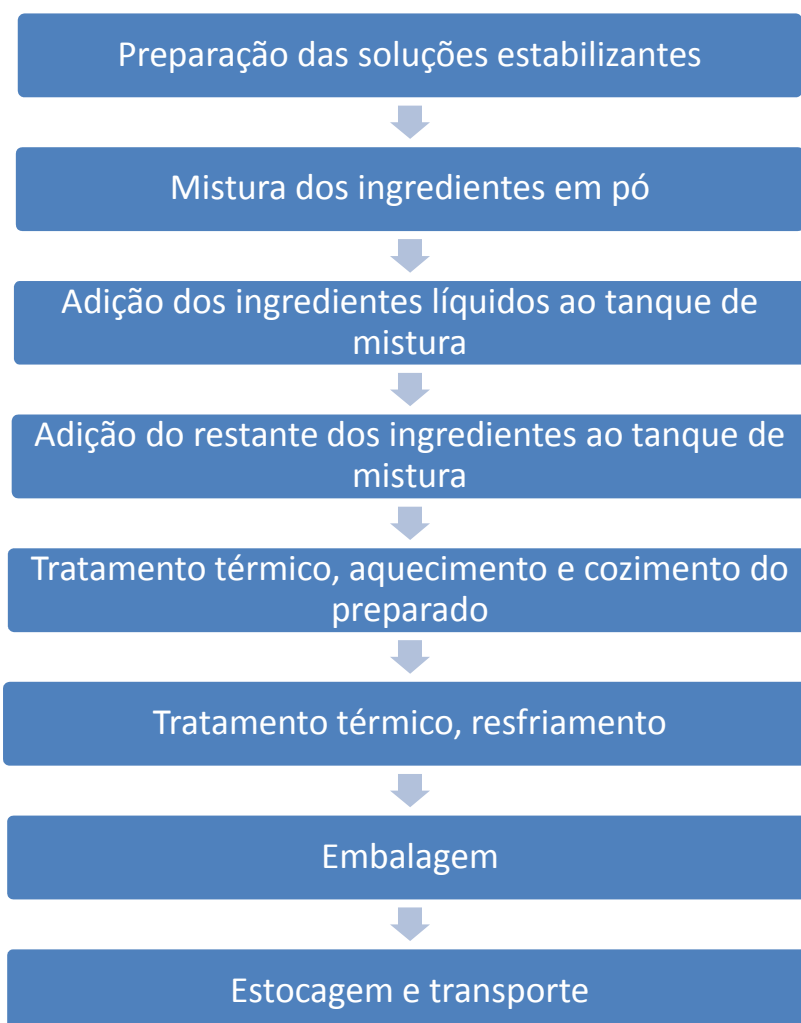 Preparação das soluções estabilizantes
Mistura dos ingredientes em pó
Adição dos ingredientes líquidos ao tanque de
mistura
Adição do restante dos ingredientes ao tanque de
mistura
Tratamento térmico, aquecimento e cozimento do
preparado
Tratamento térmico, resfriamento
Embalagem
Estocagem e transporte